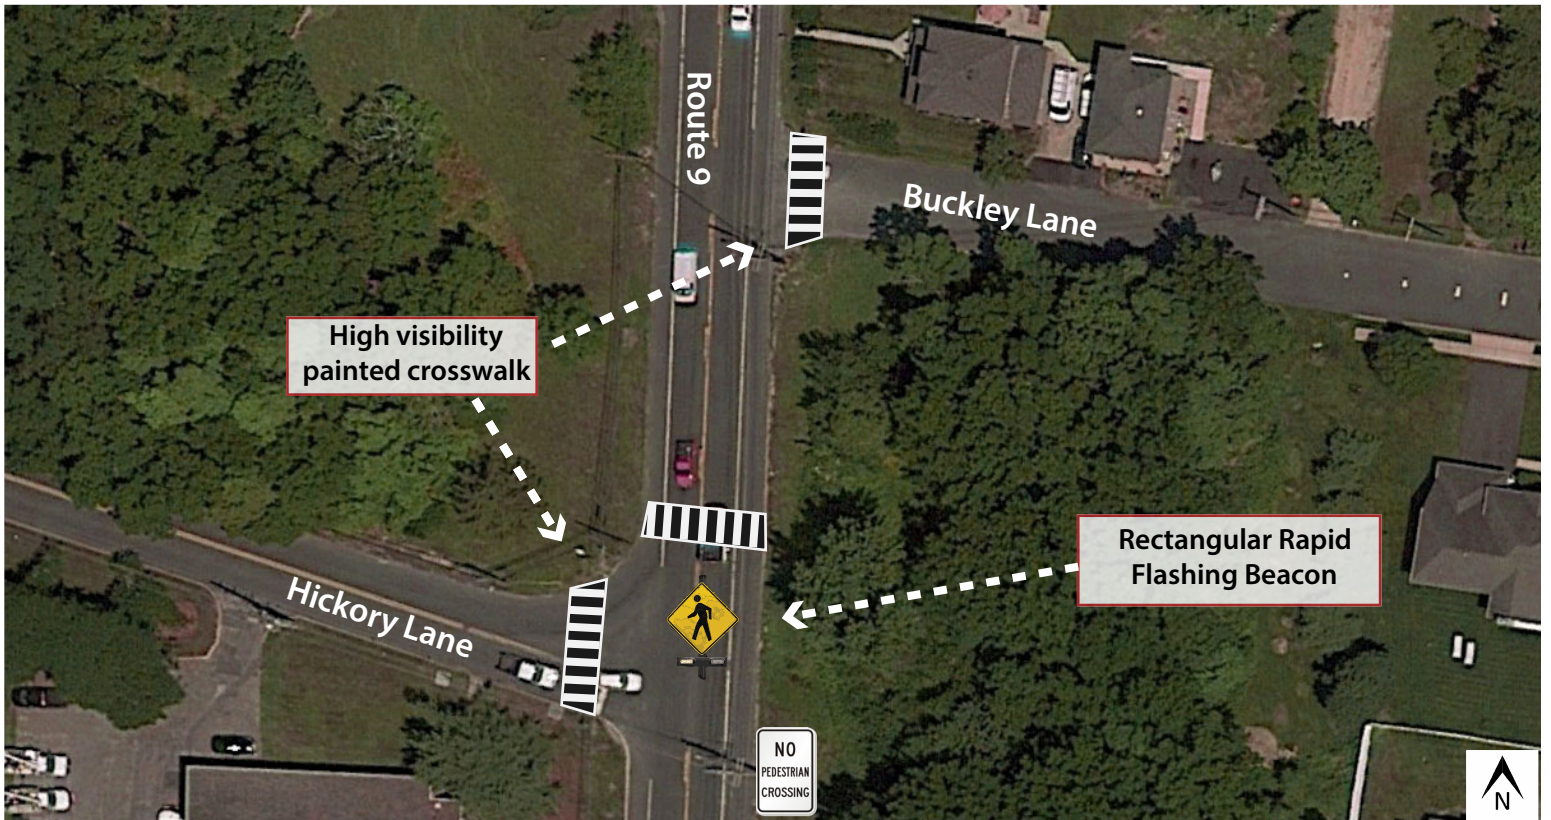 Route 9
Buckley Lane
High visibility
painted crosswalk
Rectangular Rapid
Flashing Beacon
Hickory Lane
NO
PEDESTRIAN
CROSSING
N